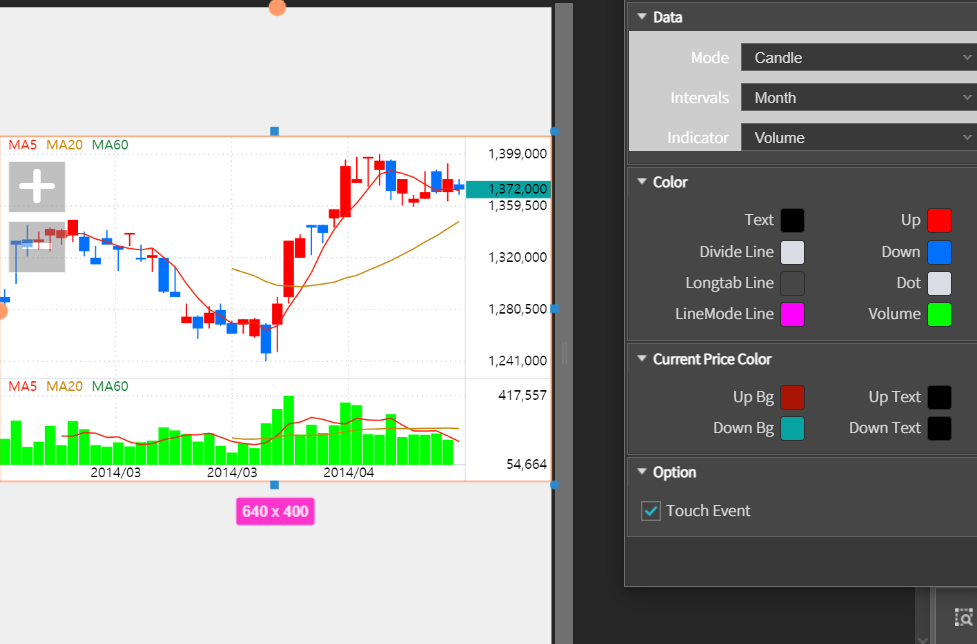 MA5 MA20 MA60
1,399,000
1,372,000
1,359,500
1,320,000
1,280,500
1,241,000
MA5 MA20 MA60
417,557
54,664
2014/03 2014/03 2014/04
640 x 400
Data
Mode Candle
Intervals Month
Indicator Volume
Color
Text Up
Divide Line Down
Longtab Line Dot
LineMode Line Volume
Current Price Color
Up Bg Up Text
Down Bg Down Text
Option
Touch Event